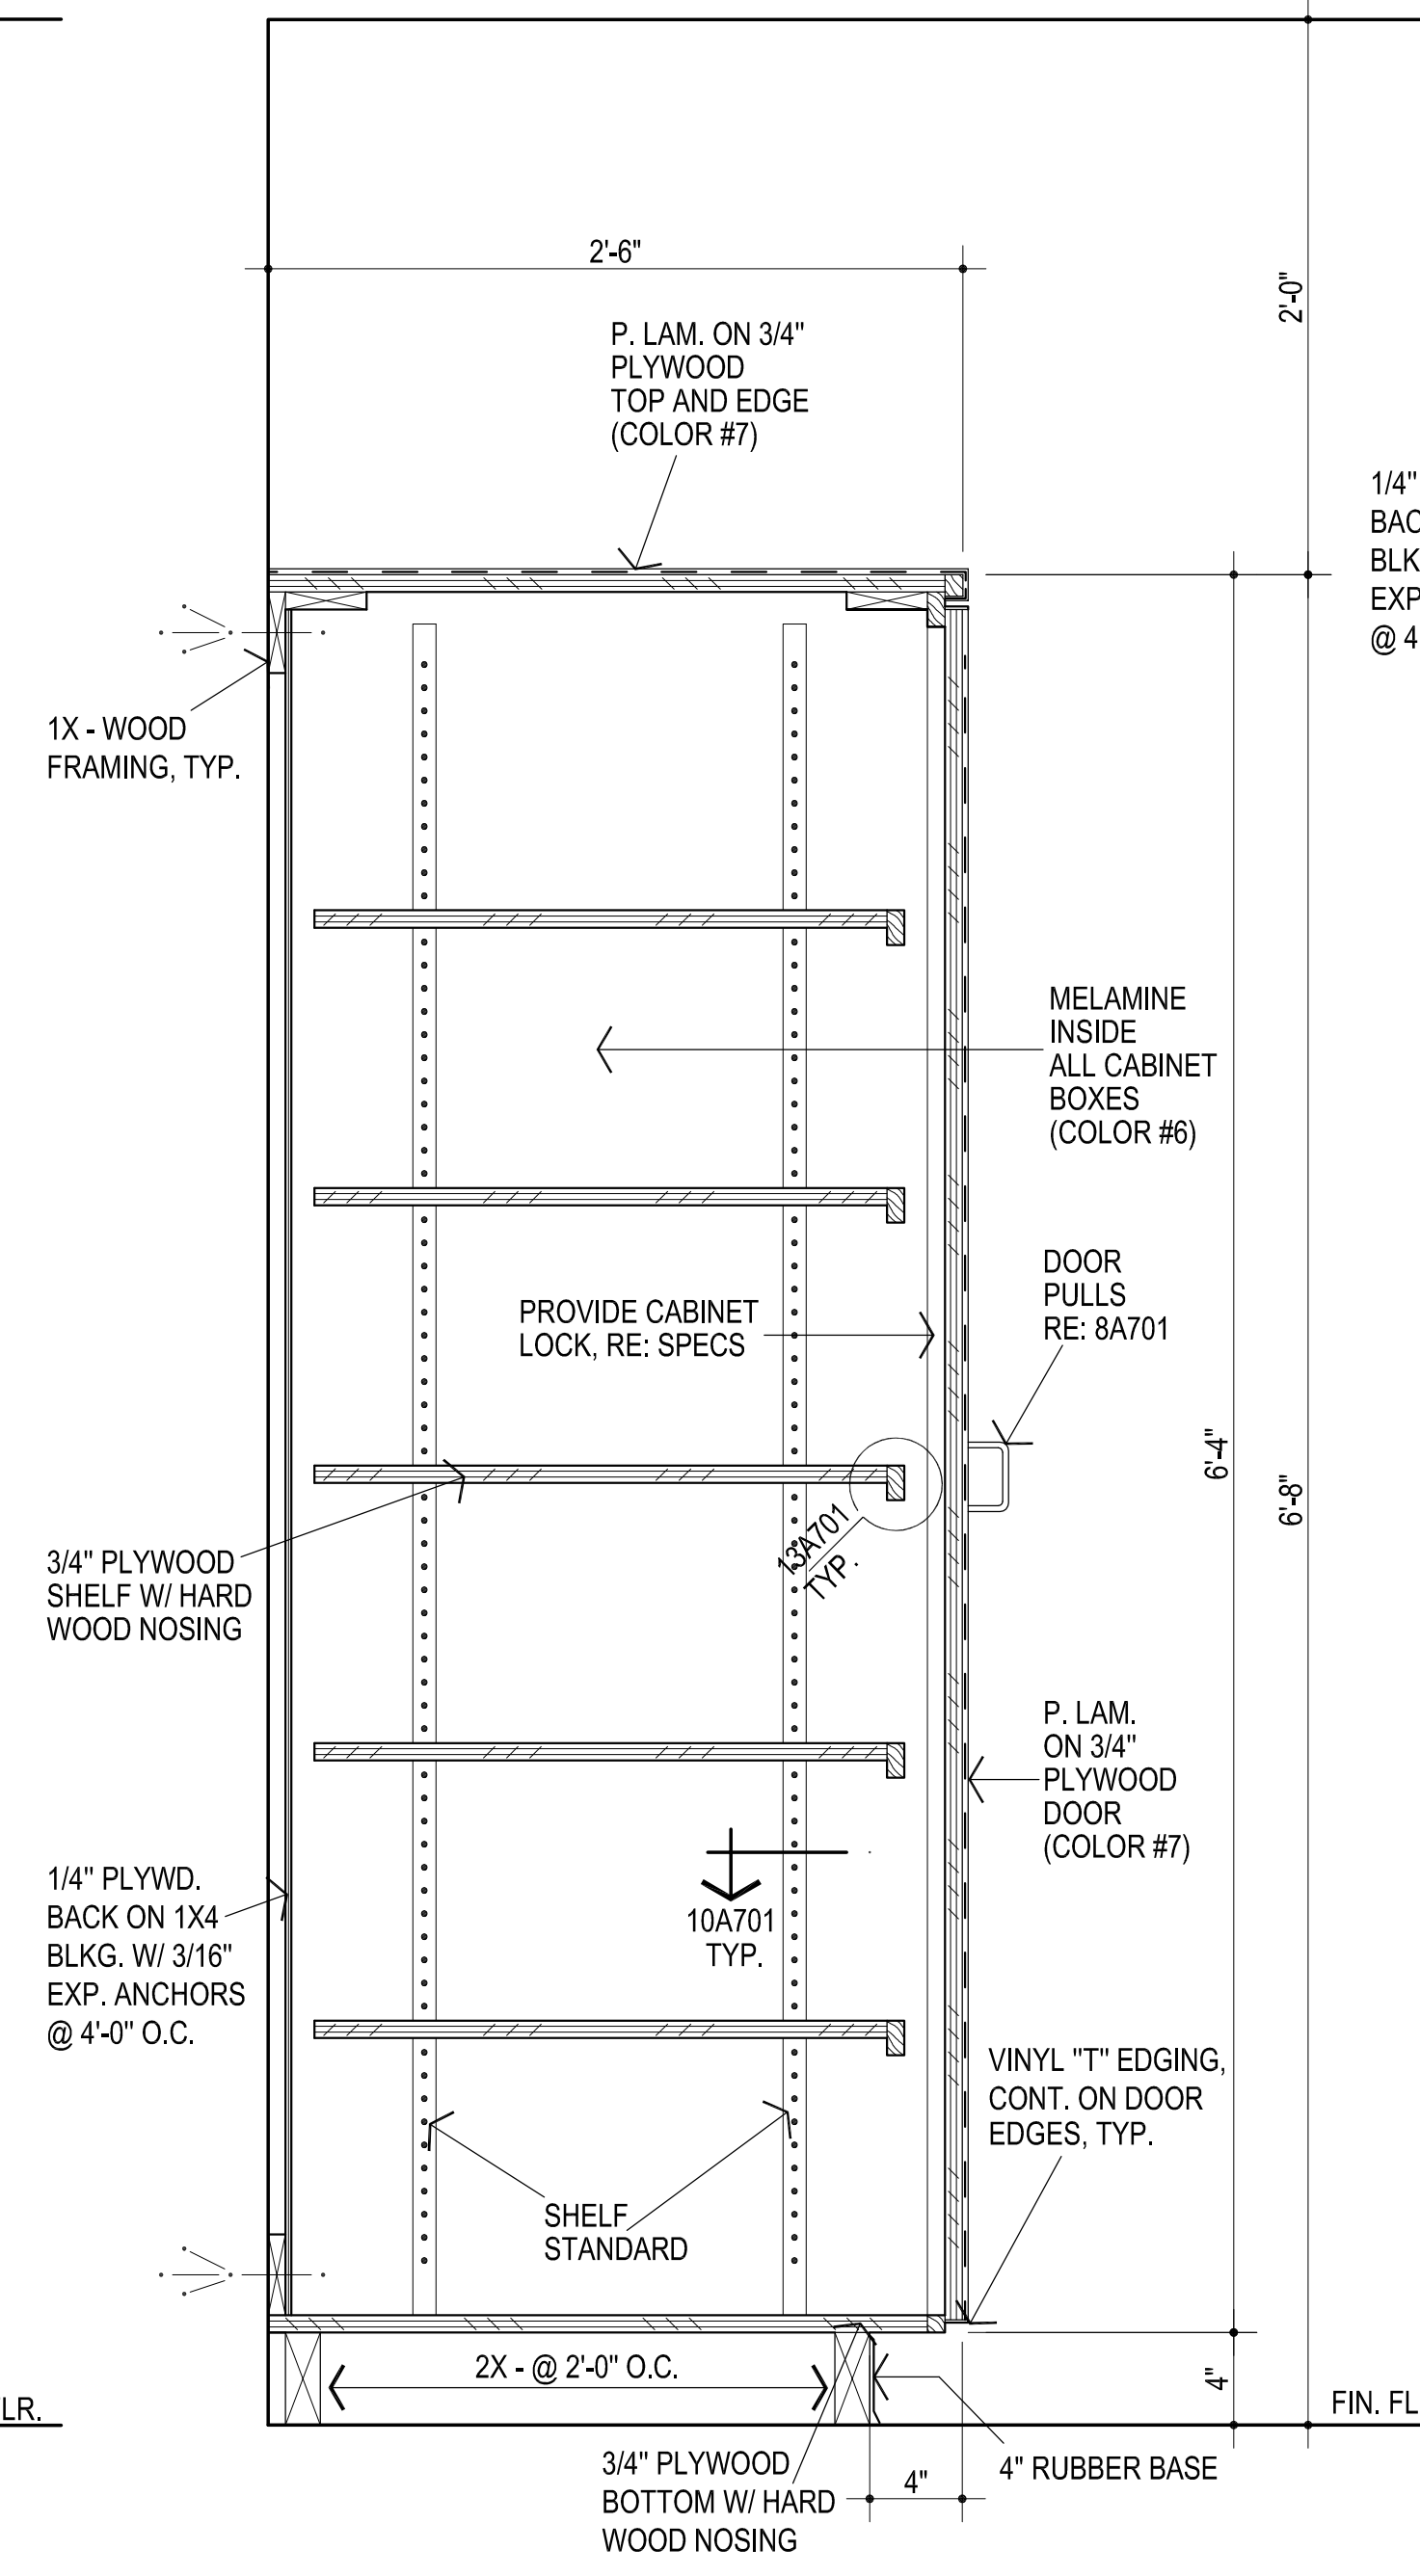 2'-6"
2'-0"
P. LAM. ON 3/4"
PLYWOOD
TOP AND EDGE
(COLOR #7)
1/4"
BAC
BLK
EXP
@ 4
1X - WOOD
FRAMING, TYP.
MELAMINE
INSIDE
ALL CABINET
BOXES
(COLOR #6)
DOOR
PULLS
RE: 8A701
PROVIDE CABINET
LOCK, RE: SPECS
6'-4"
6'-8"
13A701
TYP.
3/4" PLYWOOD
SHELF W/ HARD
WOOD NOSING
P. LAM.
ON 3/4"
PLYWOOD
DOOR
(COLOR #7)
1/4" PLYWD.
BACK ON 1X4
BLKG. W/ 3/16"
EXP. ANCHORS
@ 4'-0" O.C.
10A701
TYP.
VINYL "T" EDGING,
CONT. ON DOOR
EDGES, TYP.
SHELF
STANDARD
2X - @ 2'-0" O.C.
4"
LR.
FIN. FL
3/4" PLYWOOD
BOTTOM W/ HARD
WOOD NOSING
4"
4" RUBBER BASE